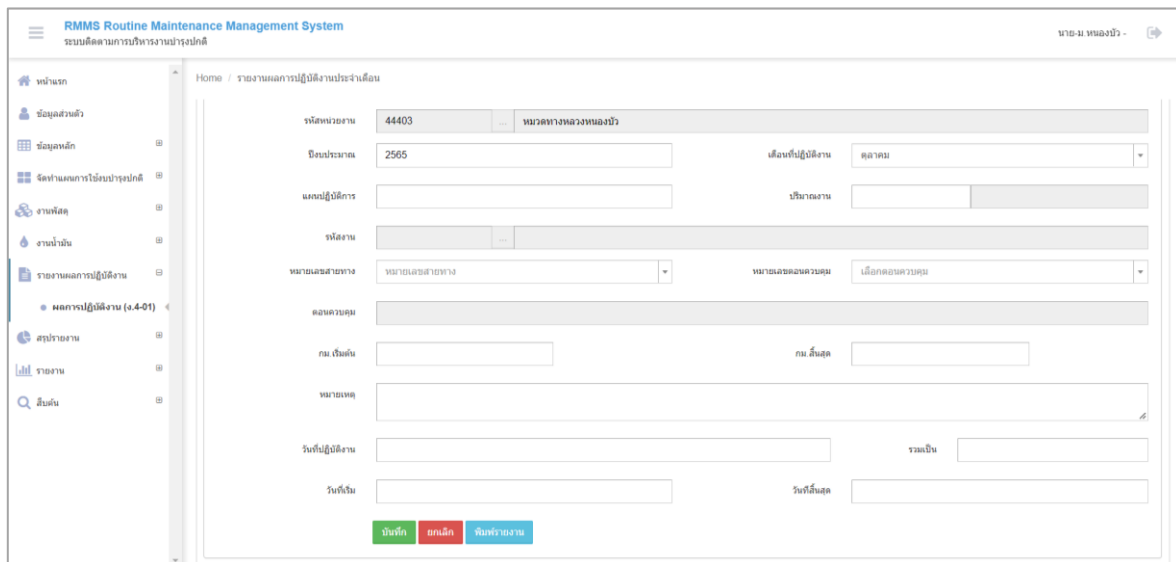 RMMS Routine Maintenance Management System
ระบบติดตามการบริหารงานบำรุงปกติ
นาย-ม.หนองบัว -
หน้าแรก
ข้อมูลส่วนตัว
ข้อมูลหลัก
จัดทำแผนการใช้งบบำรุงปกติ
งานพัสดุ
งานน้ำมัน
รายงานผลการปฏิบัติงาน
ผลการปฏิบัติงาน (ง.4-01)
สรุปรายงาน
รายงาน
สืบค้น
Home / รายงานผลการปฏิบัติงานประจำเดือน
รหัสหน่วยงาน 44403 ... หมวดทางหลวงหนองบัว
ปีงบประมาณ 2565 เดือนที่ปฏิบัติงาน ตุลาคม
แผนปฏิบัติการ ปริมาณงาน
รหัสงาน ...
หมายเลขสายทาง หมายเลขสายทาง หมายเลขตอนควบคุม เลือกตอนควบคุม
ตอนควบคุม
กม.เริ่มต้น กม.สิ้นสุด
หมายเหตุ
วันที่ปฏิบัติงาน รวมเป็น
วันที่เริ่ม วันที่สิ้นสุด
บันทึก ยกเลิก พิมพ์รายงาน